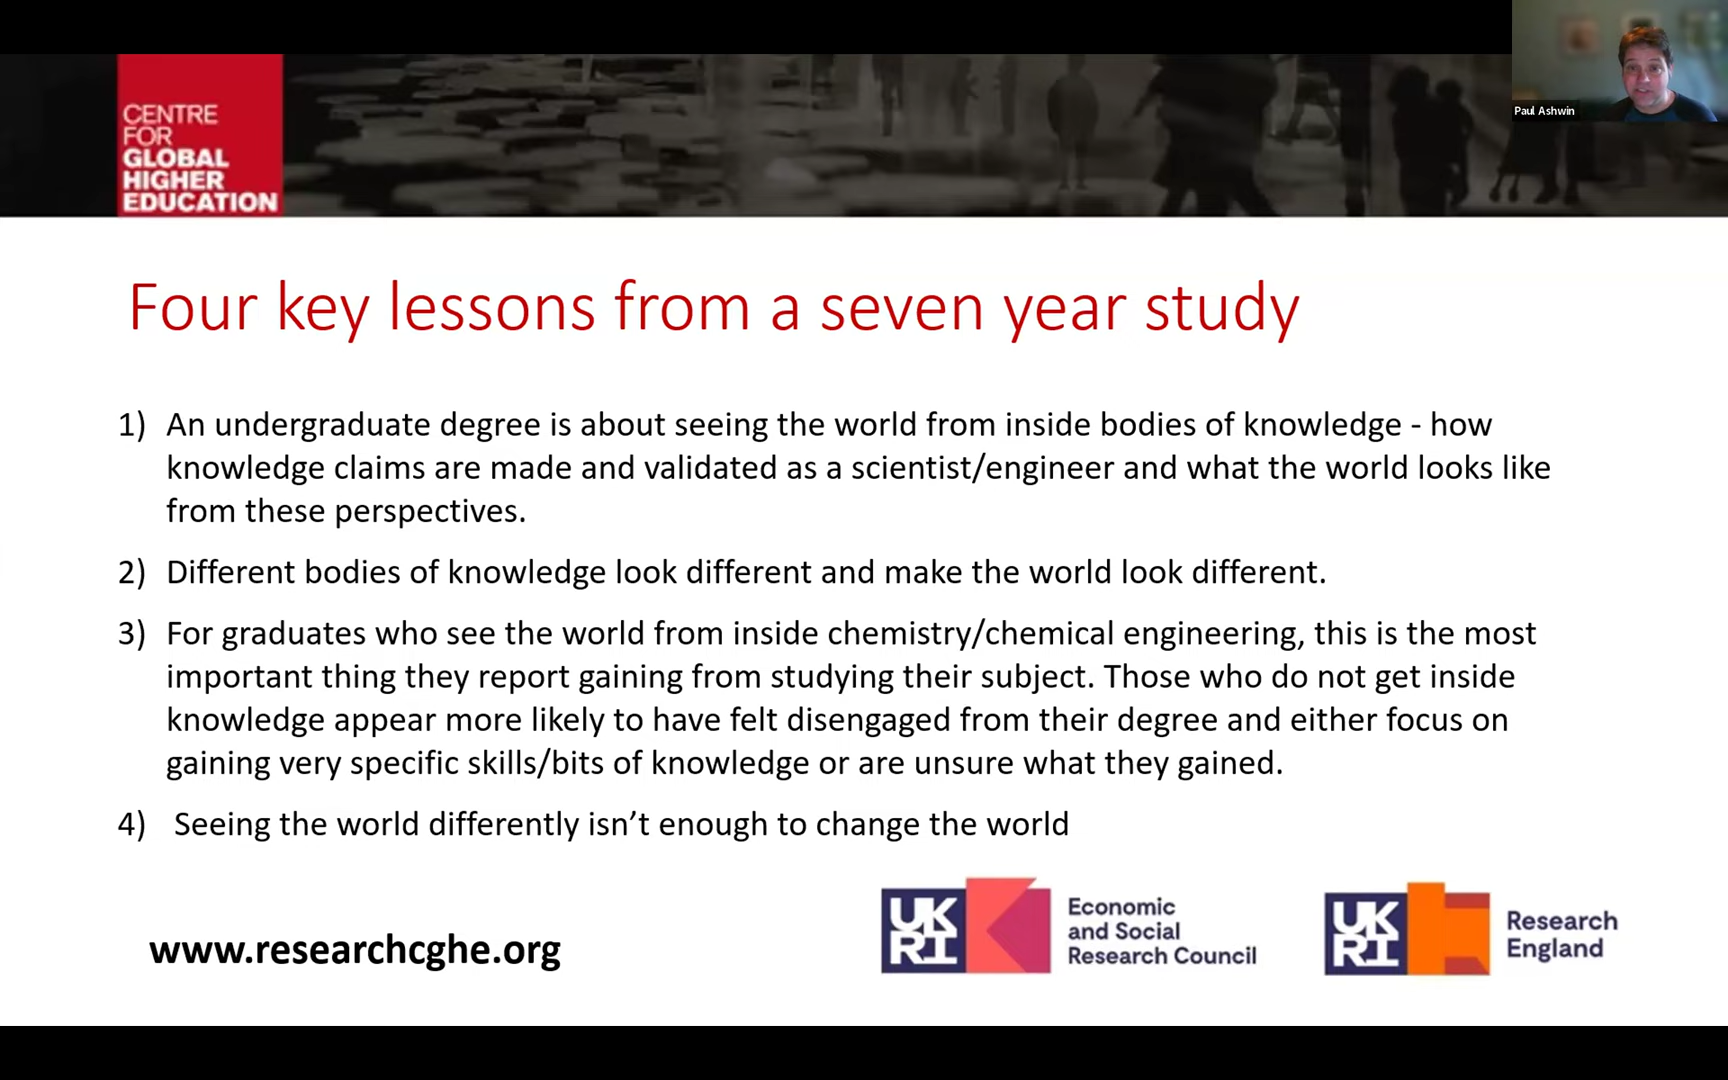 CENTRE
FOR
GLOBAL
HIGHER
EDUCATION
Paul Ashwin
Four key lessons from a seven year study
1) An undergraduate degree is about seeing the world from inside bodies of knowledge - how
knowledge claims are made and validated as a scientist/engineer and what the world looks like
from these perspectives.
2) Different bodies of knowledge look different and make the world look different.
3) For graduates who see the world from inside chemistry/chemical engineering, this is the most
important thing they report gaining from studying their subject. Those who do not get inside
knowledge appear more likely to have felt disengaged from their degree and either focus on
gaining very specific skills/bits of knowledge or are unsure what they gained.
4) Seeing the world differently isn’t enough to change the world
www.researchcghe.org
UK
RI
Economic
and Social
Research Council
UK
RI
Research
England